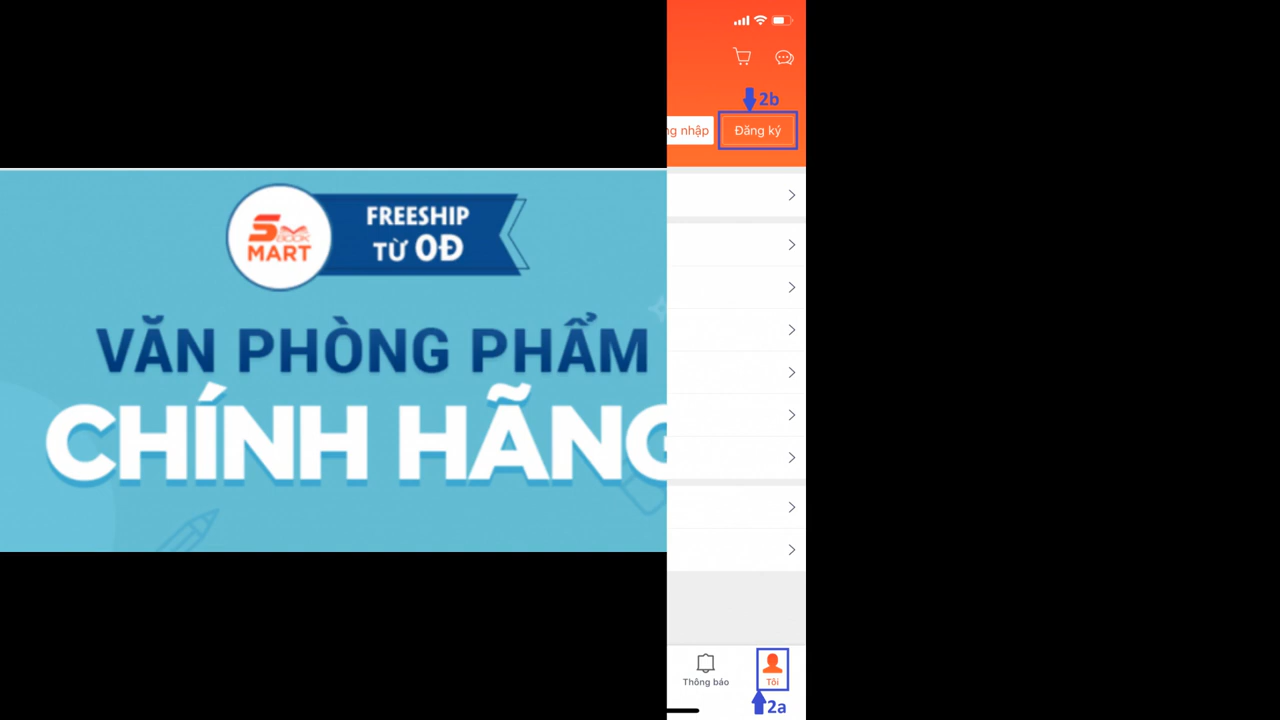 5
BOOK
MART
FREESHIP
TỪ 0Đ
VĂN PHÒNG PHẨM
CHÍNH HÃNG
2b
ng nhập
Đăng ký
Thông báo
Tôi
2a